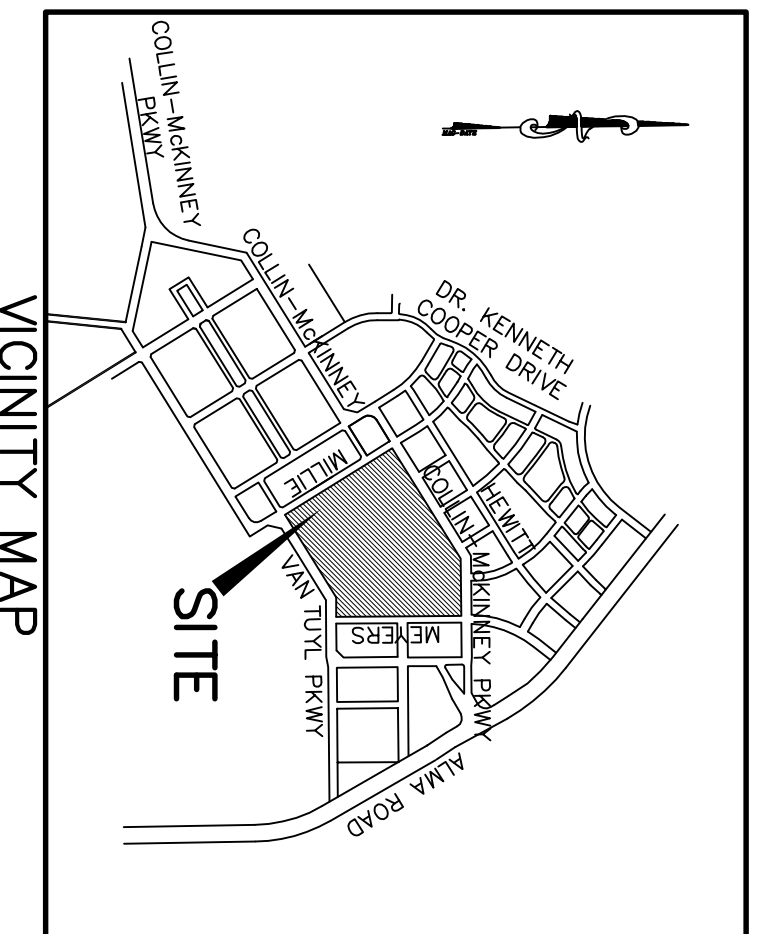 COLLIN-McKINNEY
PKWY
COLLIN-McKINNEY
DR. KENNETH
COOPER DRIVE
MILLIE
HEWITT
COLLIN-McKINNEY PKWY
VAN TUYL PKWY
MEYERS
ALMA ROAD
SITE
VICINITY MAP